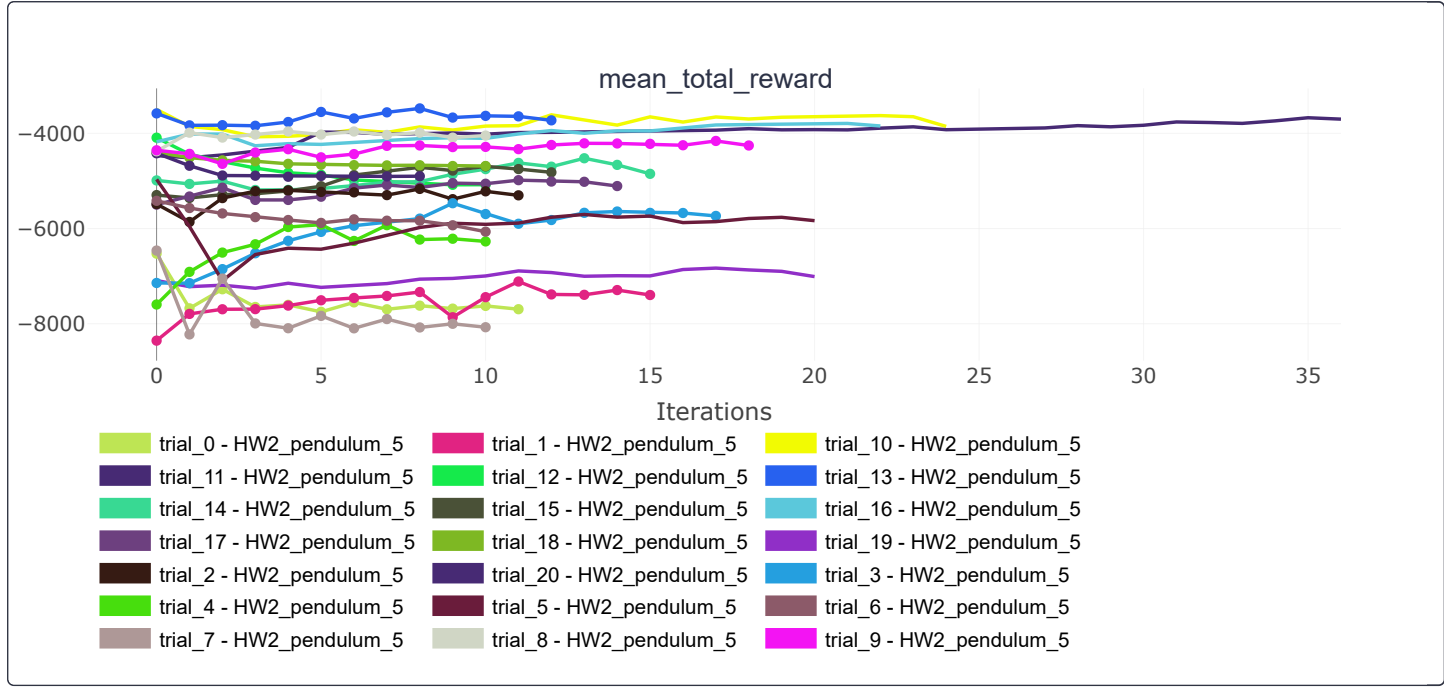 mean_total_reward
−4000
−6000
−8000
0 5 10 15 20 25 30 35
Iterations
trial_0 - HW2_pendulum_5 trial_1 - HW2_pendulum_5 trial_10 - HW2_pendulum_5
trial_11 - HW2_pendulum_5 trial_12 - HW2_pendulum_5 trial_13 - HW2_pendulum_5
trial_14 - HW2_pendulum_5 trial_15 - HW2_pendulum_5 trial_16 - HW2_pendulum_5
trial_17 - HW2_pendulum_5 trial_18 - HW2_pendulum_5 trial_19 - HW2_pendulum_5
trial_2 - HW2_pendulum_5 trial_20 - HW2_pendulum_5 trial_3 - HW2_pendulum_5
trial_4 - HW2_pendulum_5 trial_5 - HW2_pendulum_5 trial_6 - HW2_pendulum_5
trial_7 - HW2_pendulum_5 trial_8 - HW2_pendulum_5 trial_9 - HW2_pendulum_5